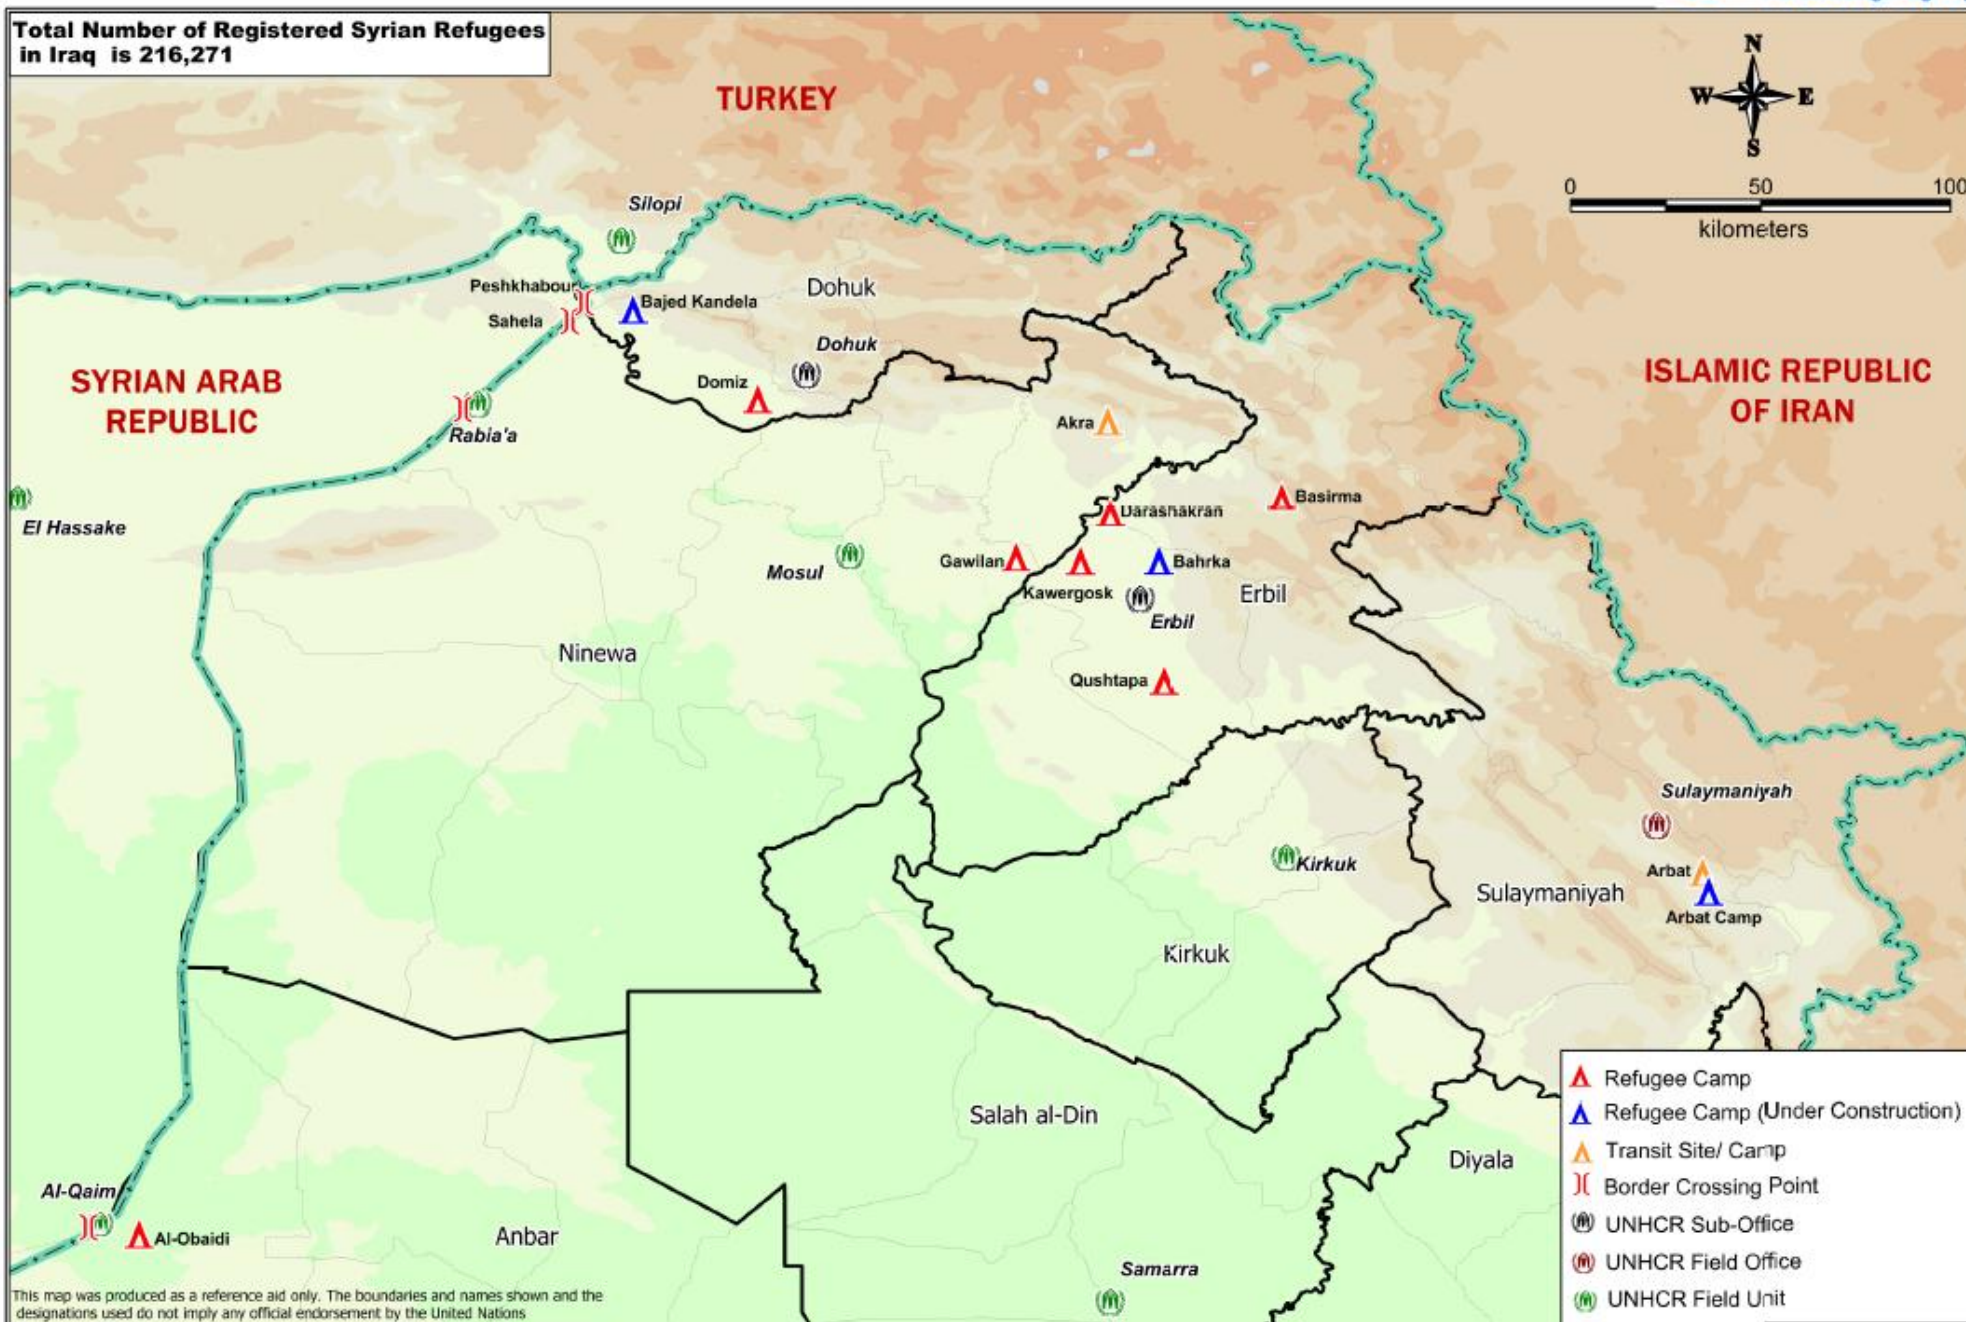 Total Number of Registered Syrian Refugees
in Iraq is 216,271
TURKEY
N
W E
S
0 50 100
kilometers
Silopi
Peshkhabour
Sahela
Bajed Kandela
Dohuk
Dohuk
Domiz
SYRIAN ARAB
REPUBLIC
ISLAMIC REPUBLIC
OF IRAN
Rabia'a
Akra
El Hassake
Basirma
Darashakran
Mosul
Gawilan
Bahrka
Kawergosk
Erbil
Erbil
Ninewa
Qushtapa
Sulaymaniyah
Kirkuk
Arbat
Sulaymaniyah
Arbat Camp
Kirkuk
Salah al-Din
Diyala
Al-Qaim
Al-Obaidi
Anbar
Samarra
Refugee Camp
Refugee Camp (Under Construction)
Transit Site/ Camp
Border Crossing Point
UNHCR Sub-Office
UNHCR Field Office
UNHCR Field Unit
This map was produced as a reference aid only. The boundaries and names shown and the
designations used do not imply any official endorsement by the United Nations